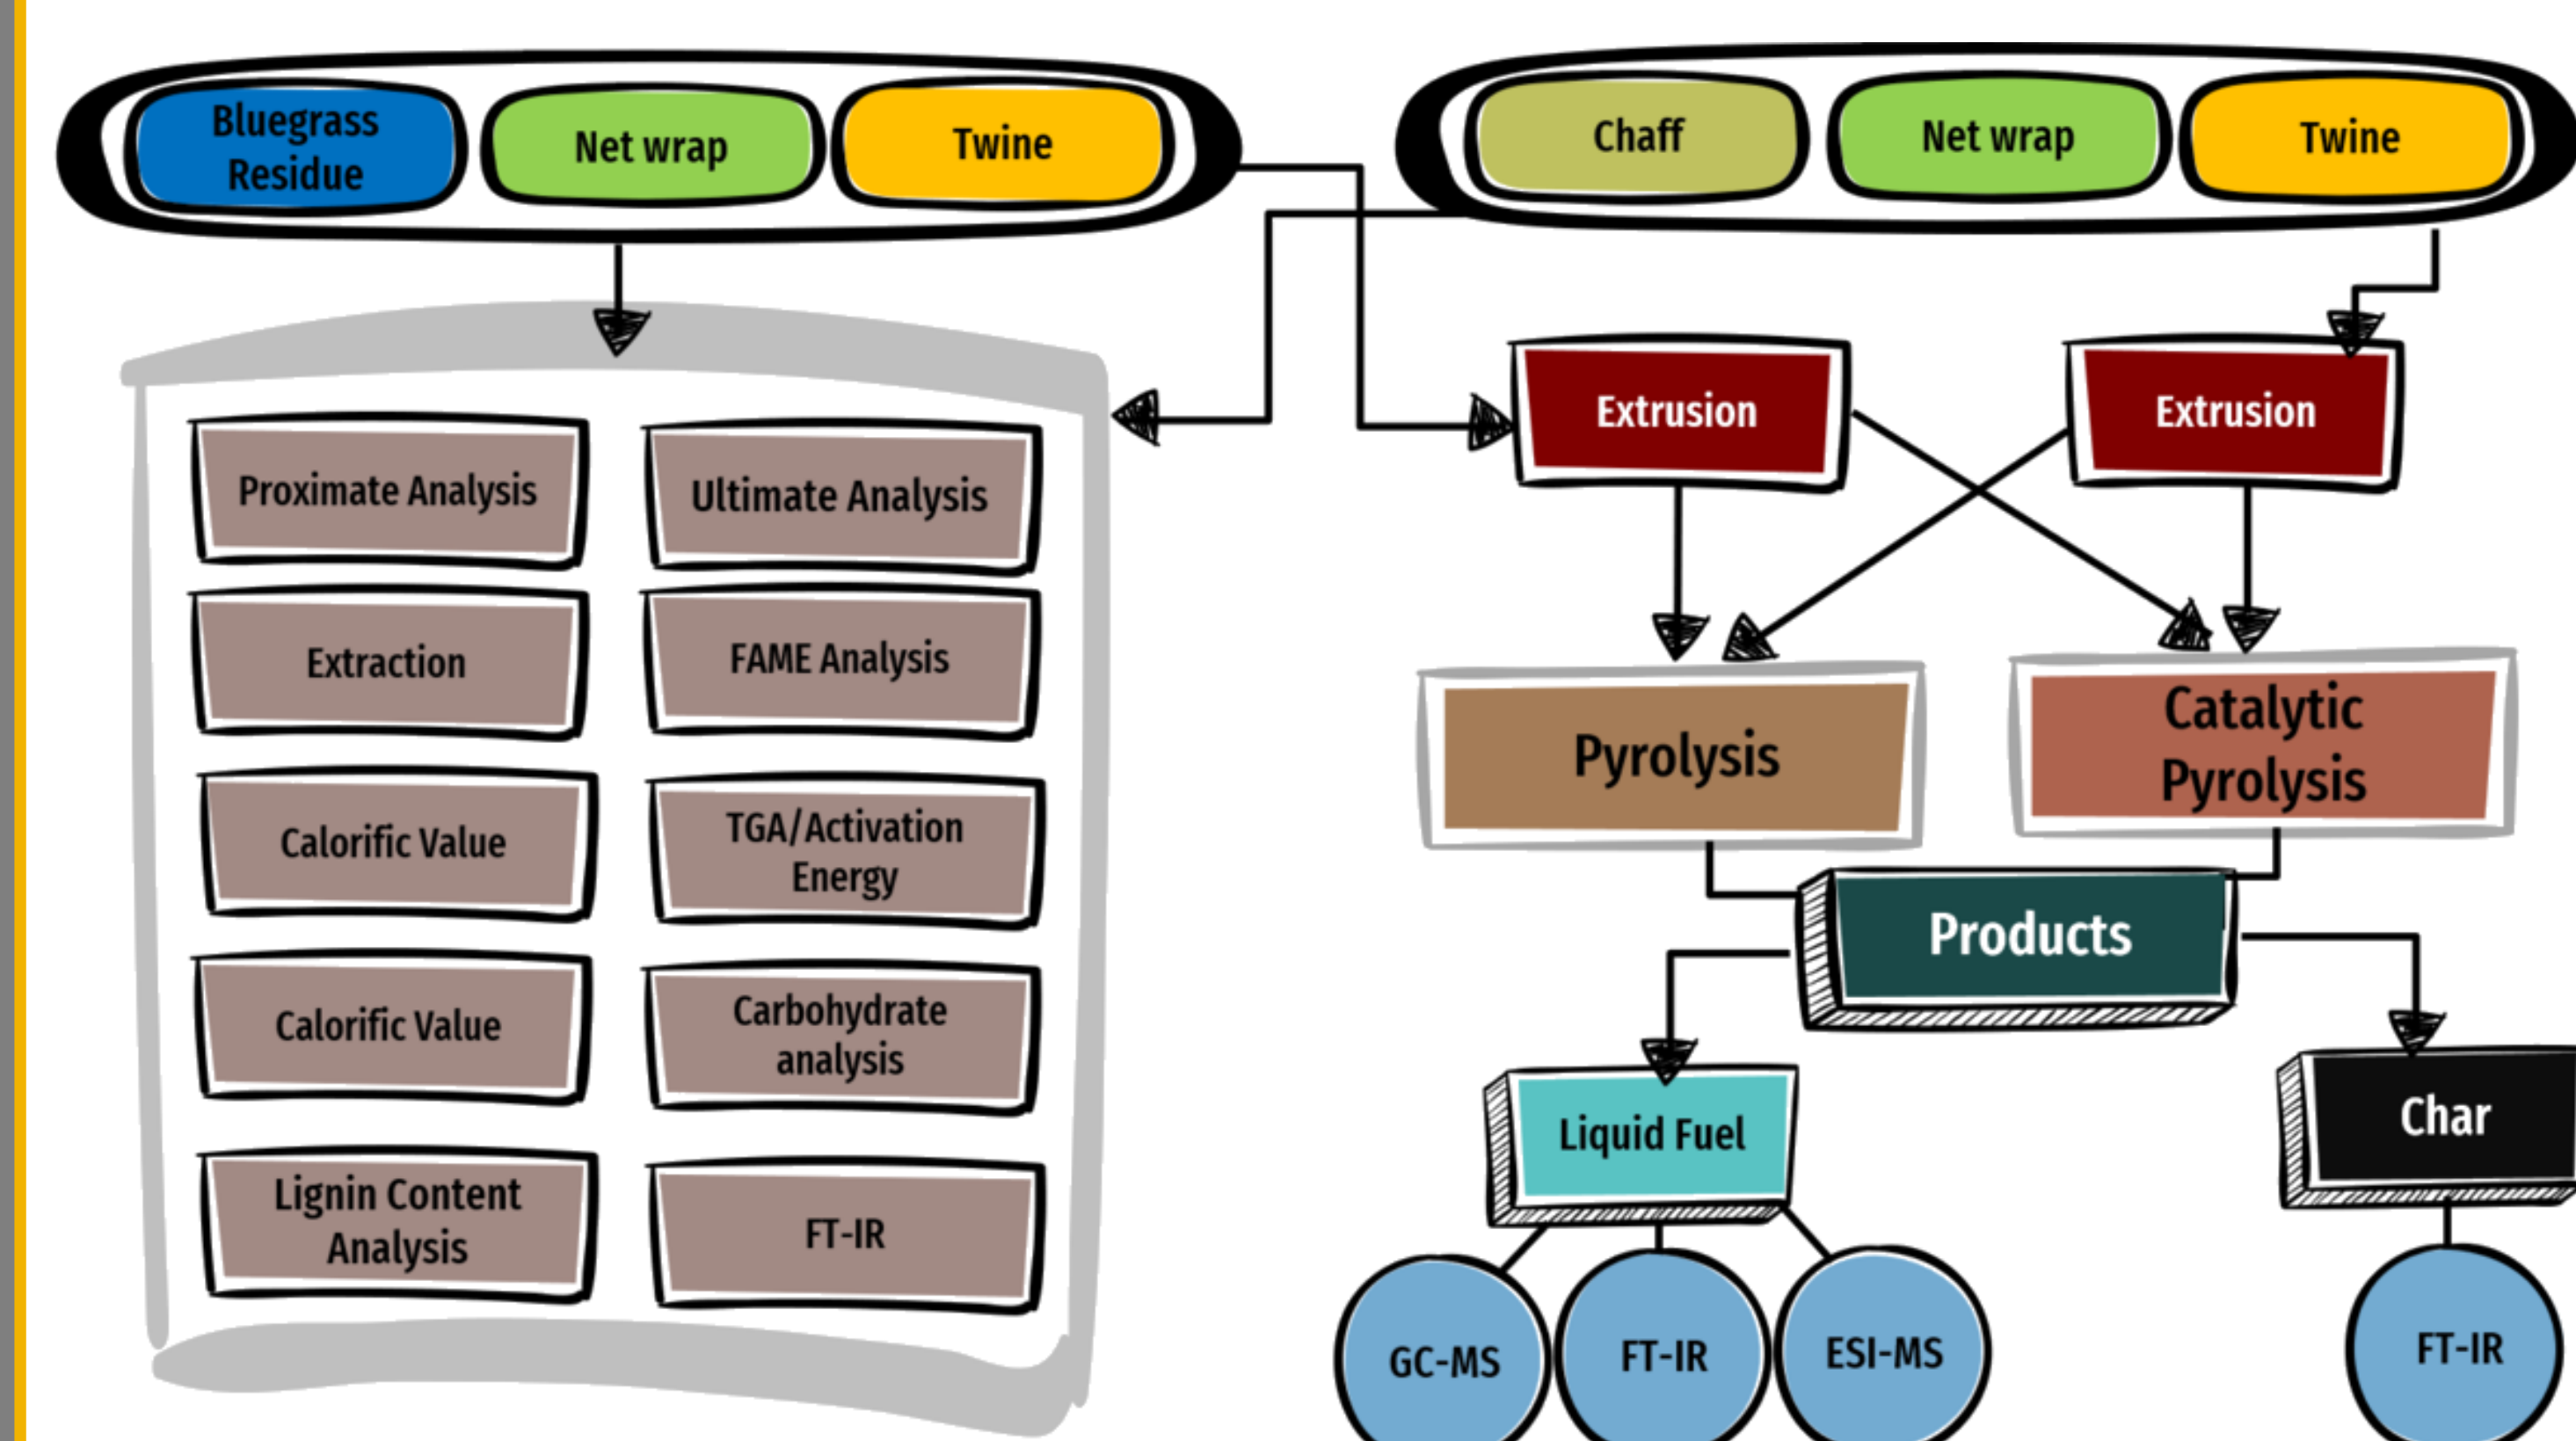 Bluegrass
Residue
Net wrap
Twine
Chaff
Net wrap
Twine
Proximate Analysis
Ultimate Analysis
Extraction
FAME Analysis
Calorific Value
TGA/Activation
Energy
Calorific Value
Carbohydrate
analysis
Lignin Content
Analysis
FT-IR
Extrusion
Extrusion
Pyrolysis
Catalytic
Pyrolysis
Products
Liquid Fuel
Char
GC-MS
FT-IR
ESI-MS
FT-IR